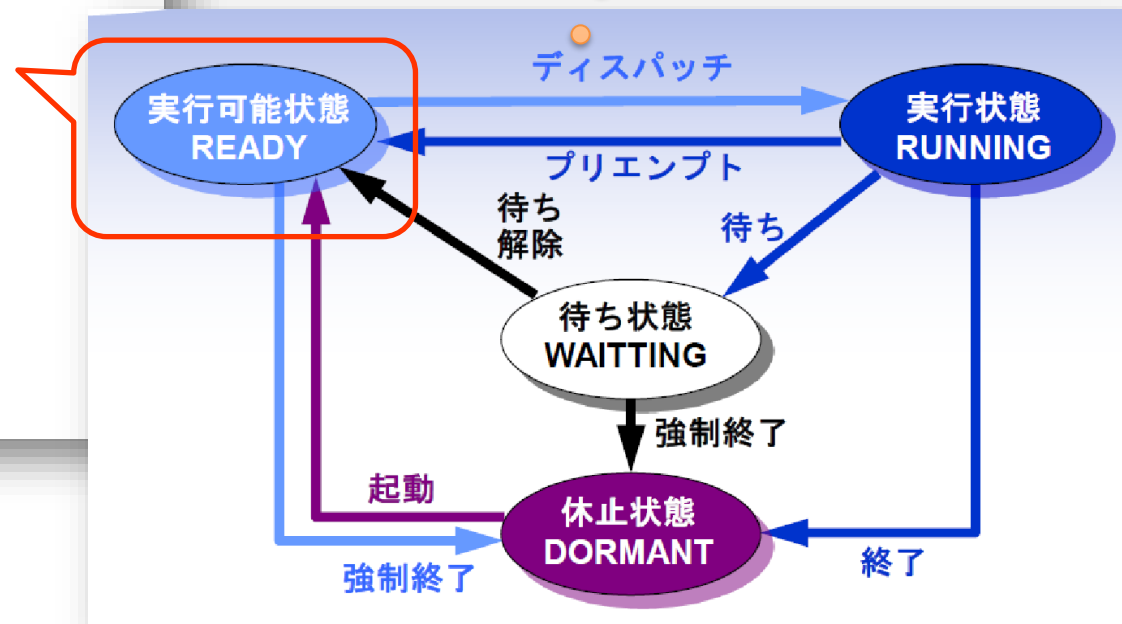 ディスパッチ
実行可能状態
READY
実行状態
RUNNING
プリエンプト
待ち
解除
待ち
待ち状態
WAITTING
強制終了
起動
休止状態
DORMANT
強制終了
終了